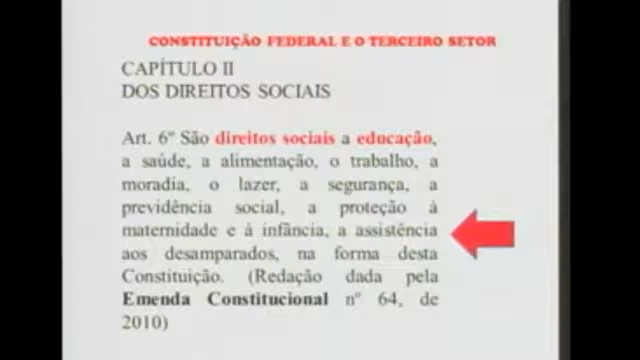 CONSTITUIÇÃO FEDERAL E O TERCEIRO SETOR
CAPÍTULO II
DOS DIREITOS SOCIAIS
Art. 6º São direitos sociais a educação,
a saúde, a alimentação, o trabalho, a
moradia, o lazer, a segurança, a
previdência social, a proteção à
maternidade e à infância, a assistência
aos desamparados, na forma desta
Constituição. (Redação dada pela
Emenda Constitucional nº 64, de
2010)